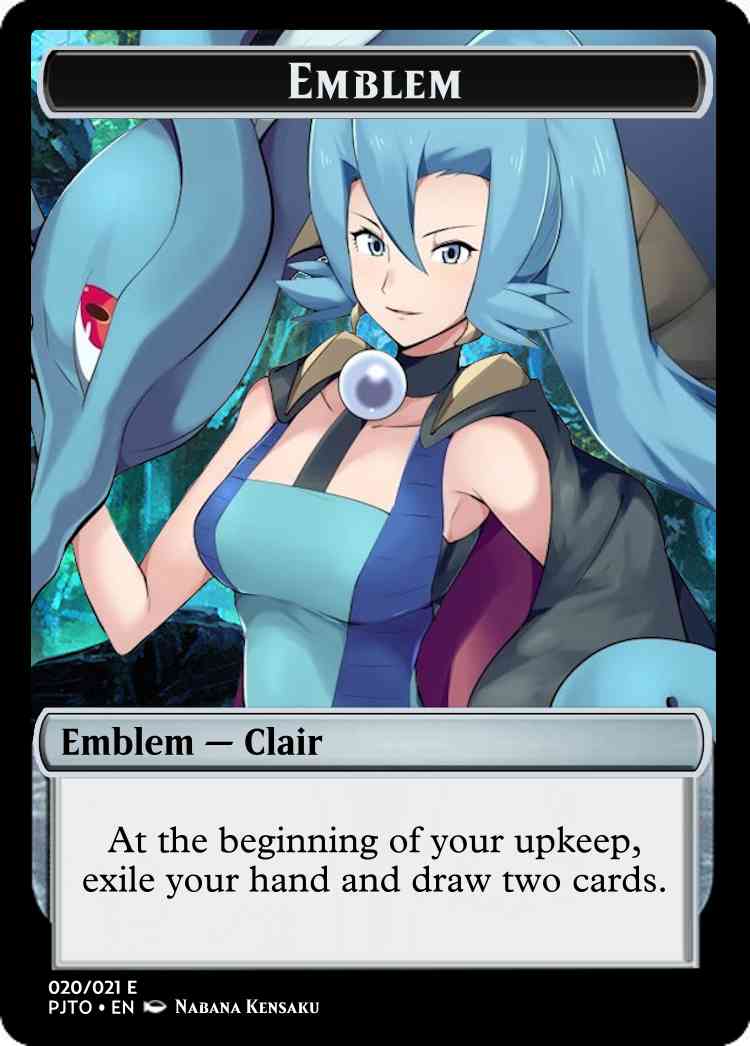 Emblem
Emblem — Clair
At the beginning of your upkeep,
exile your hand and draw two cards.
020/021 E
PJTO • EN Nabana Kensaku